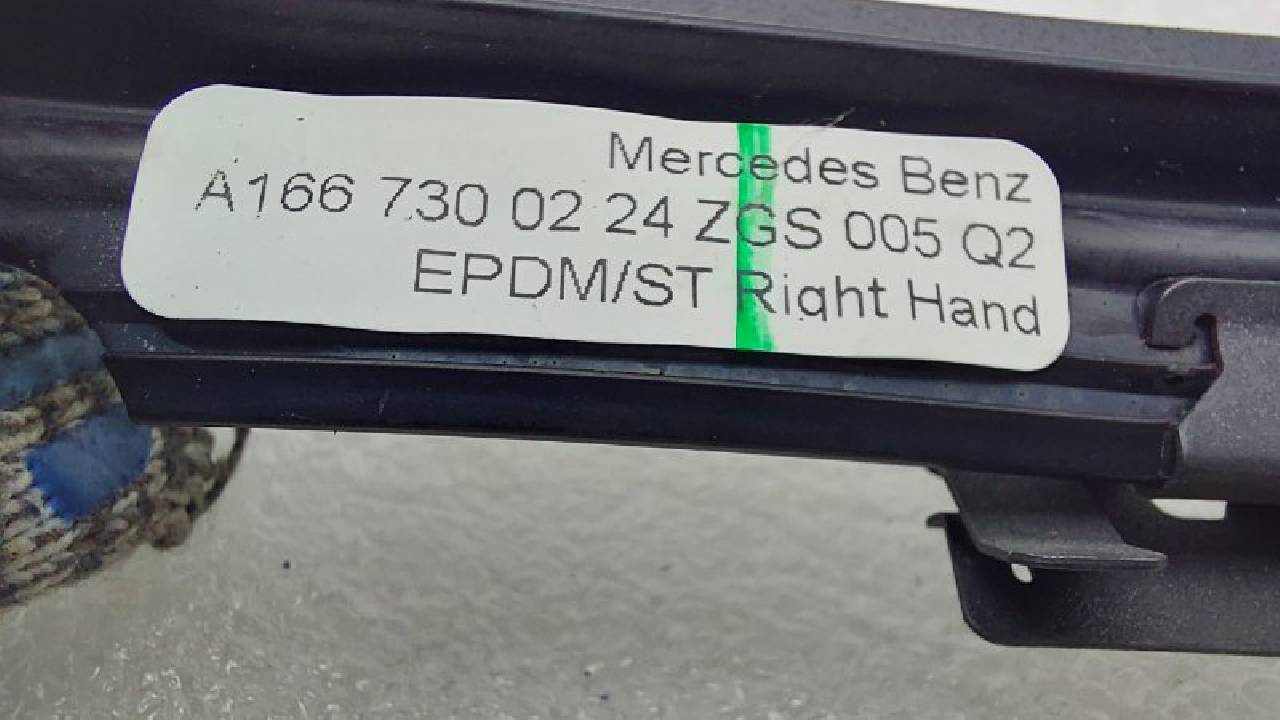 Mercedes Benz
A166 730 02 24 ZGS 005 Q2
EPDM/ST Right Hand